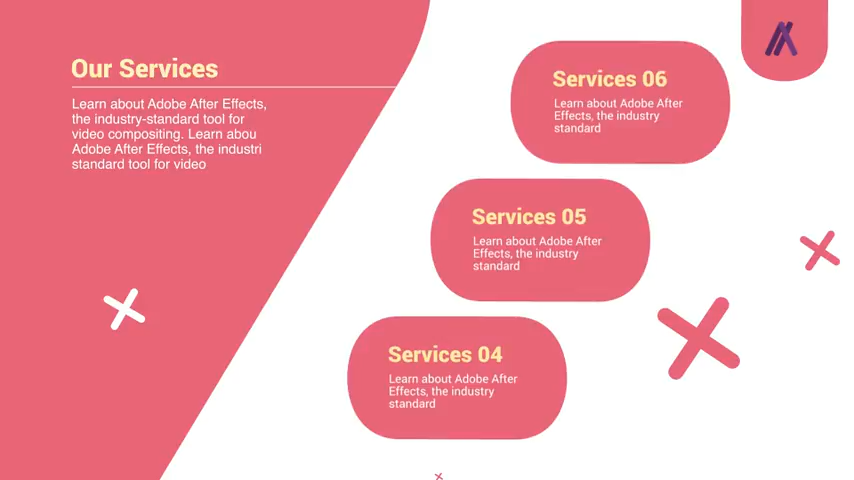 Our Services
Learn about Adobe After Effects,
the industry-standard tool for
video compositing. Learn abou
Adobe After Effects, the industri
standard tool for video
Services 06
Learn about Adobe After
Effects, the industry
standard
Services 05
Learn about Adobe After
Effects, the industry
standard
Services 04
Learn about Adobe After
Effects, the industry
standard